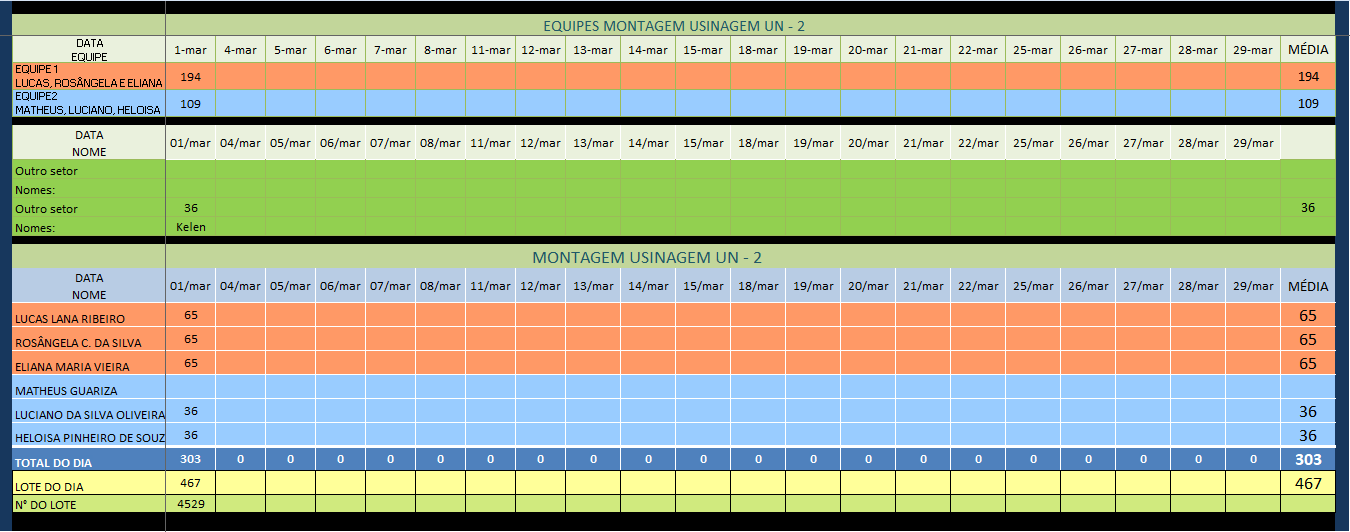 EQUIPES MONTAGEM USINAGEM UN - 2
DATA
EQUIPE
1-mar 4-mar 5-mar 6-mar 7-mar 8-mar 11-mar 12-mar 13-mar 14-mar 15-mar 18-mar 19-mar 20-mar 21-mar 22-mar 25-mar 26-mar 27-mar 28-mar 29-mar MÉDIA
EQUIPE 1
LUCAS, ROSÂNGELA E ELIANA 194 194
EQUIPE2
MATHEUS, LUCIANO, HELOISA 109 109
DATA
NOME
01/mar 04/mar 05/mar 06/mar 07/mar 08/mar 11/mar 12/mar 13/mar 14/mar 15/mar 18/mar 19/mar 20/mar 21/mar 22/mar 25/mar 26/mar 27/mar 28/mar 29/mar
Outro setor
Nomes:
Outro setor 36 36
Nomes: Kelen
MONTAGEM USINAGEM UN - 2
DATA
NOME
01/mar 04/mar 05/mar 06/mar 07/mar 08/mar 11/mar 12/mar 13/mar 14/mar 15/mar 18/mar 19/mar 20/mar 21/mar 22/mar 25/mar 26/mar 27/mar 28/mar 29/mar MÉDIA
LUCAS LANA RIBEIRO 65 65
ROSÂNGELA C. DA SILVA 65 65
ELIANA MARIA VIEIRA 65 65
MATHEUS GUARIZA
LUCIANO DA SILVA OLIVEIRA 36 36
HELOISA PINHEIRO DE SOUZ 36 36
TOTAL DO DIA 303 0 0 0 0 0 0 0 0 0 0 0 0 0 0 0 0 0 0 0 0 303
LOTE DO DIA 467 467
N° DO LOTE 4529